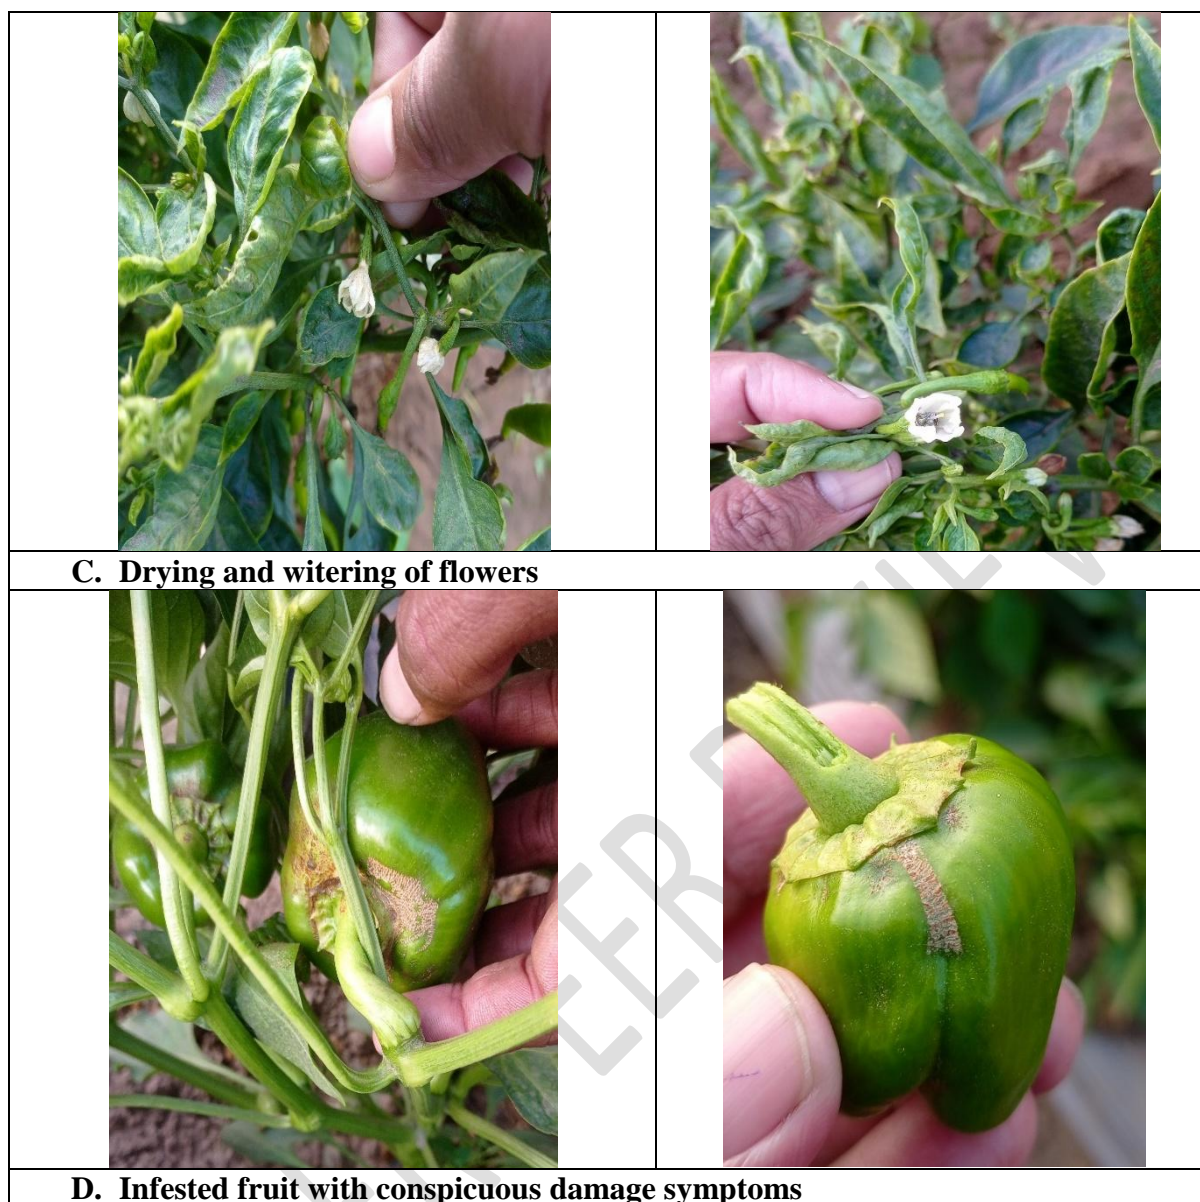 C. Drying and witering of flowers
D. Infested fruit with conspicuous damage symptoms